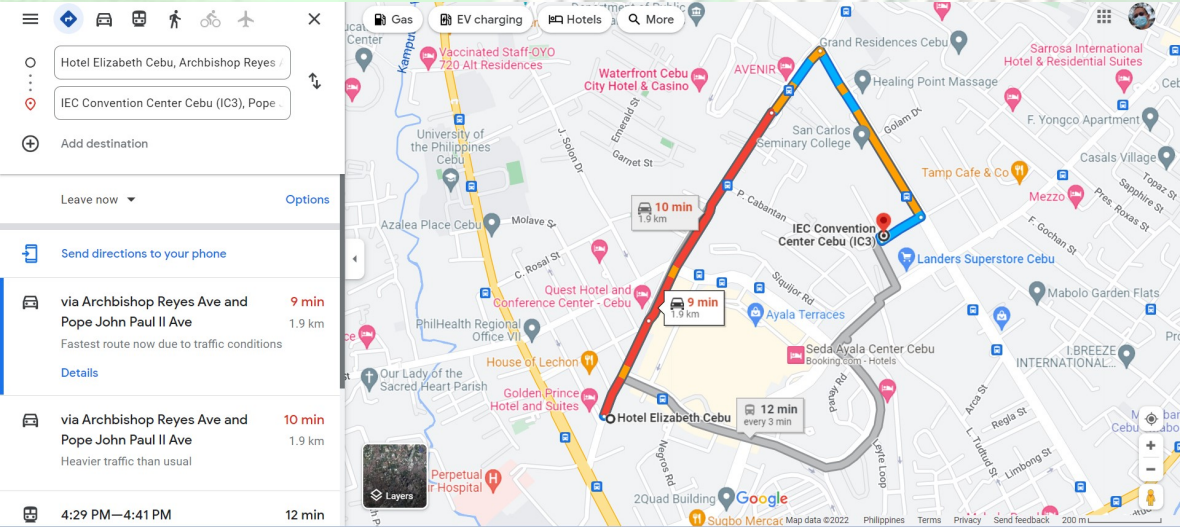 Hotel Elizabeth Cebu, Archbishop Reyes
IEC Convention Center Cebu (IC3), Pope
Add destination
Leave now
Options
Send directions to your phone
via Archbishop Reyes Ave and
Pope John Paul II Ave
9 min
1.9 km
Fastest route now due to traffic conditions
Details
via Archbishop Reyes Ave and
Pope John Paul II Ave
10 min
1.9 km
Heavier traffic than usual
4:29 PM—4:41 PM
12 min
Gas
EV charging
Hotels
More
Department of Public
Center
Vaccinated Staff-OYO
720 Alt Residences
Waterfront Cebu
City Hotel & Casino
AVENIR
Grand Residences Cebu
Healing Point Massage
Sarrosa International
Hotel & Residential Suites
F. Yongco Apartment
Casals Village
Topaz St
Sapphire St
Pres. Roxas St
F. Gochan St
Mezzo
Tamp Cafe & Co
Golam Dr
San Carlos
Seminary College
Emerald St
Garnet St
J. Solon Dr
University of
the Philippines
Cebu
Azalea Place Cebu
Molave St
C. Rosal St
10 min
1.9 km
P. Cabantan
IEC Convention
Center Cebu (IC3)
Landers Superstore Cebu
Siquijor Rd
Quest Hotel and
Conference Center - Cebu
9 min
1.9 km
Ayala Terraces
Mabolo Garden Flats
PhilHealth Regional
Office VII
House of Lechon
Our Lady of the
Sacred Heart Parish
Golden Prince
Hotel and Suites
Hotel Elizabeth Cebu
Seda Ayala Center Cebu
Booking.com - Hotels
I.BREEZE
INTERNATIONAL...
12 min
every 3 min
Negros Rd
Leyte Loop
Arca St
Regla St
L. Tudtud St
Limbong St
Layers
Perpetual
Hospital
2Quad Building
Google
Sugbo Mercado
Map data ©2022
Philippines
Terms
Privacy
Send feedback
200 m